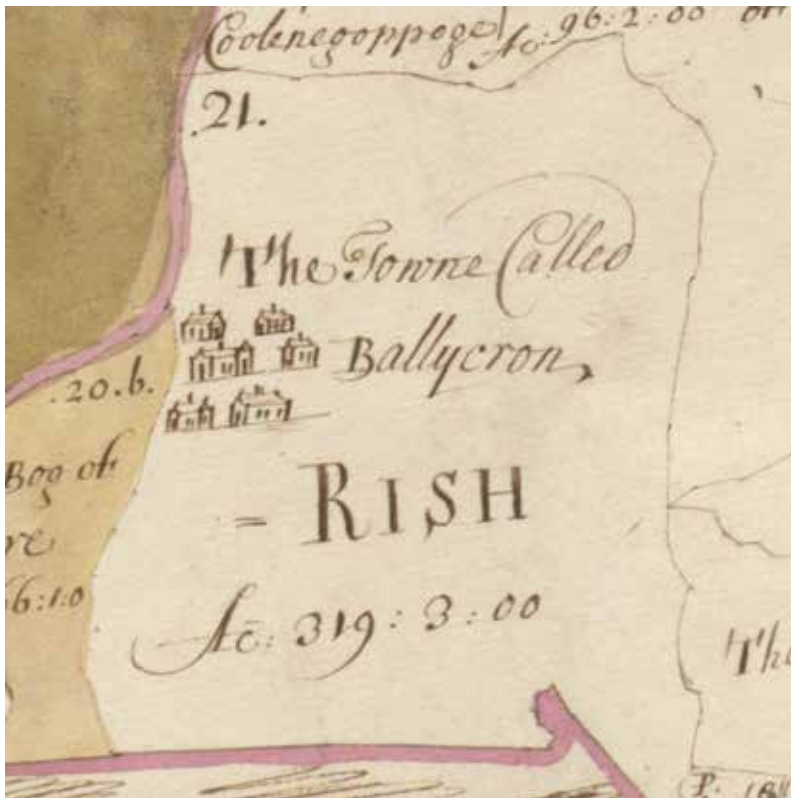 Coolenegoppoge
Ac: 96:2:00
.21.
The Towne Called
Ballycron,
.20.b.
Bog of
= RISH
6:1:0
Ac: 319:3:00
The
P.